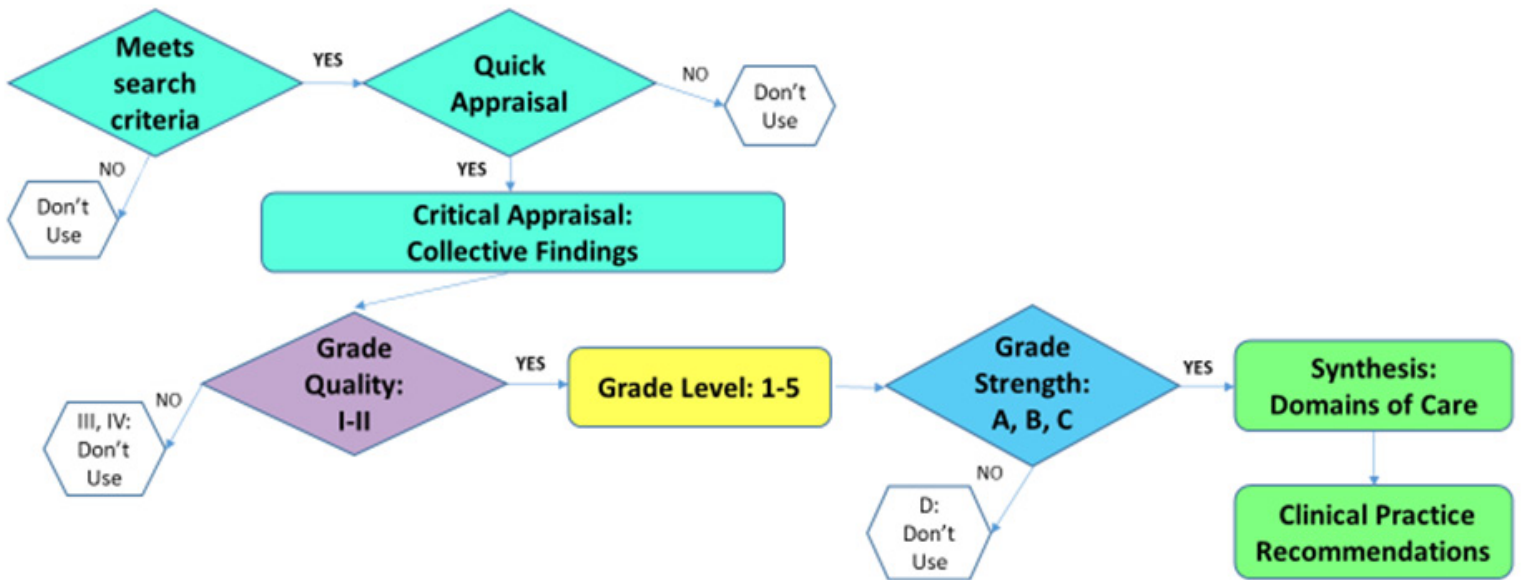 Meets
search
criteria
YES
Quick
Appraisal
NO
Don't
Use
NO
Don't
Use
YES
Critical Appraisal:
Collective Findings
Grade
Quality:
I-II
NO
III, IV:
Don't
Use
YES
Grade Level: 1-5
Grade
Strength:
A, B, C
NO
D:
Don't
Use
YES
Synthesis:
Domains of Care
Clinical Practice
Recommendations